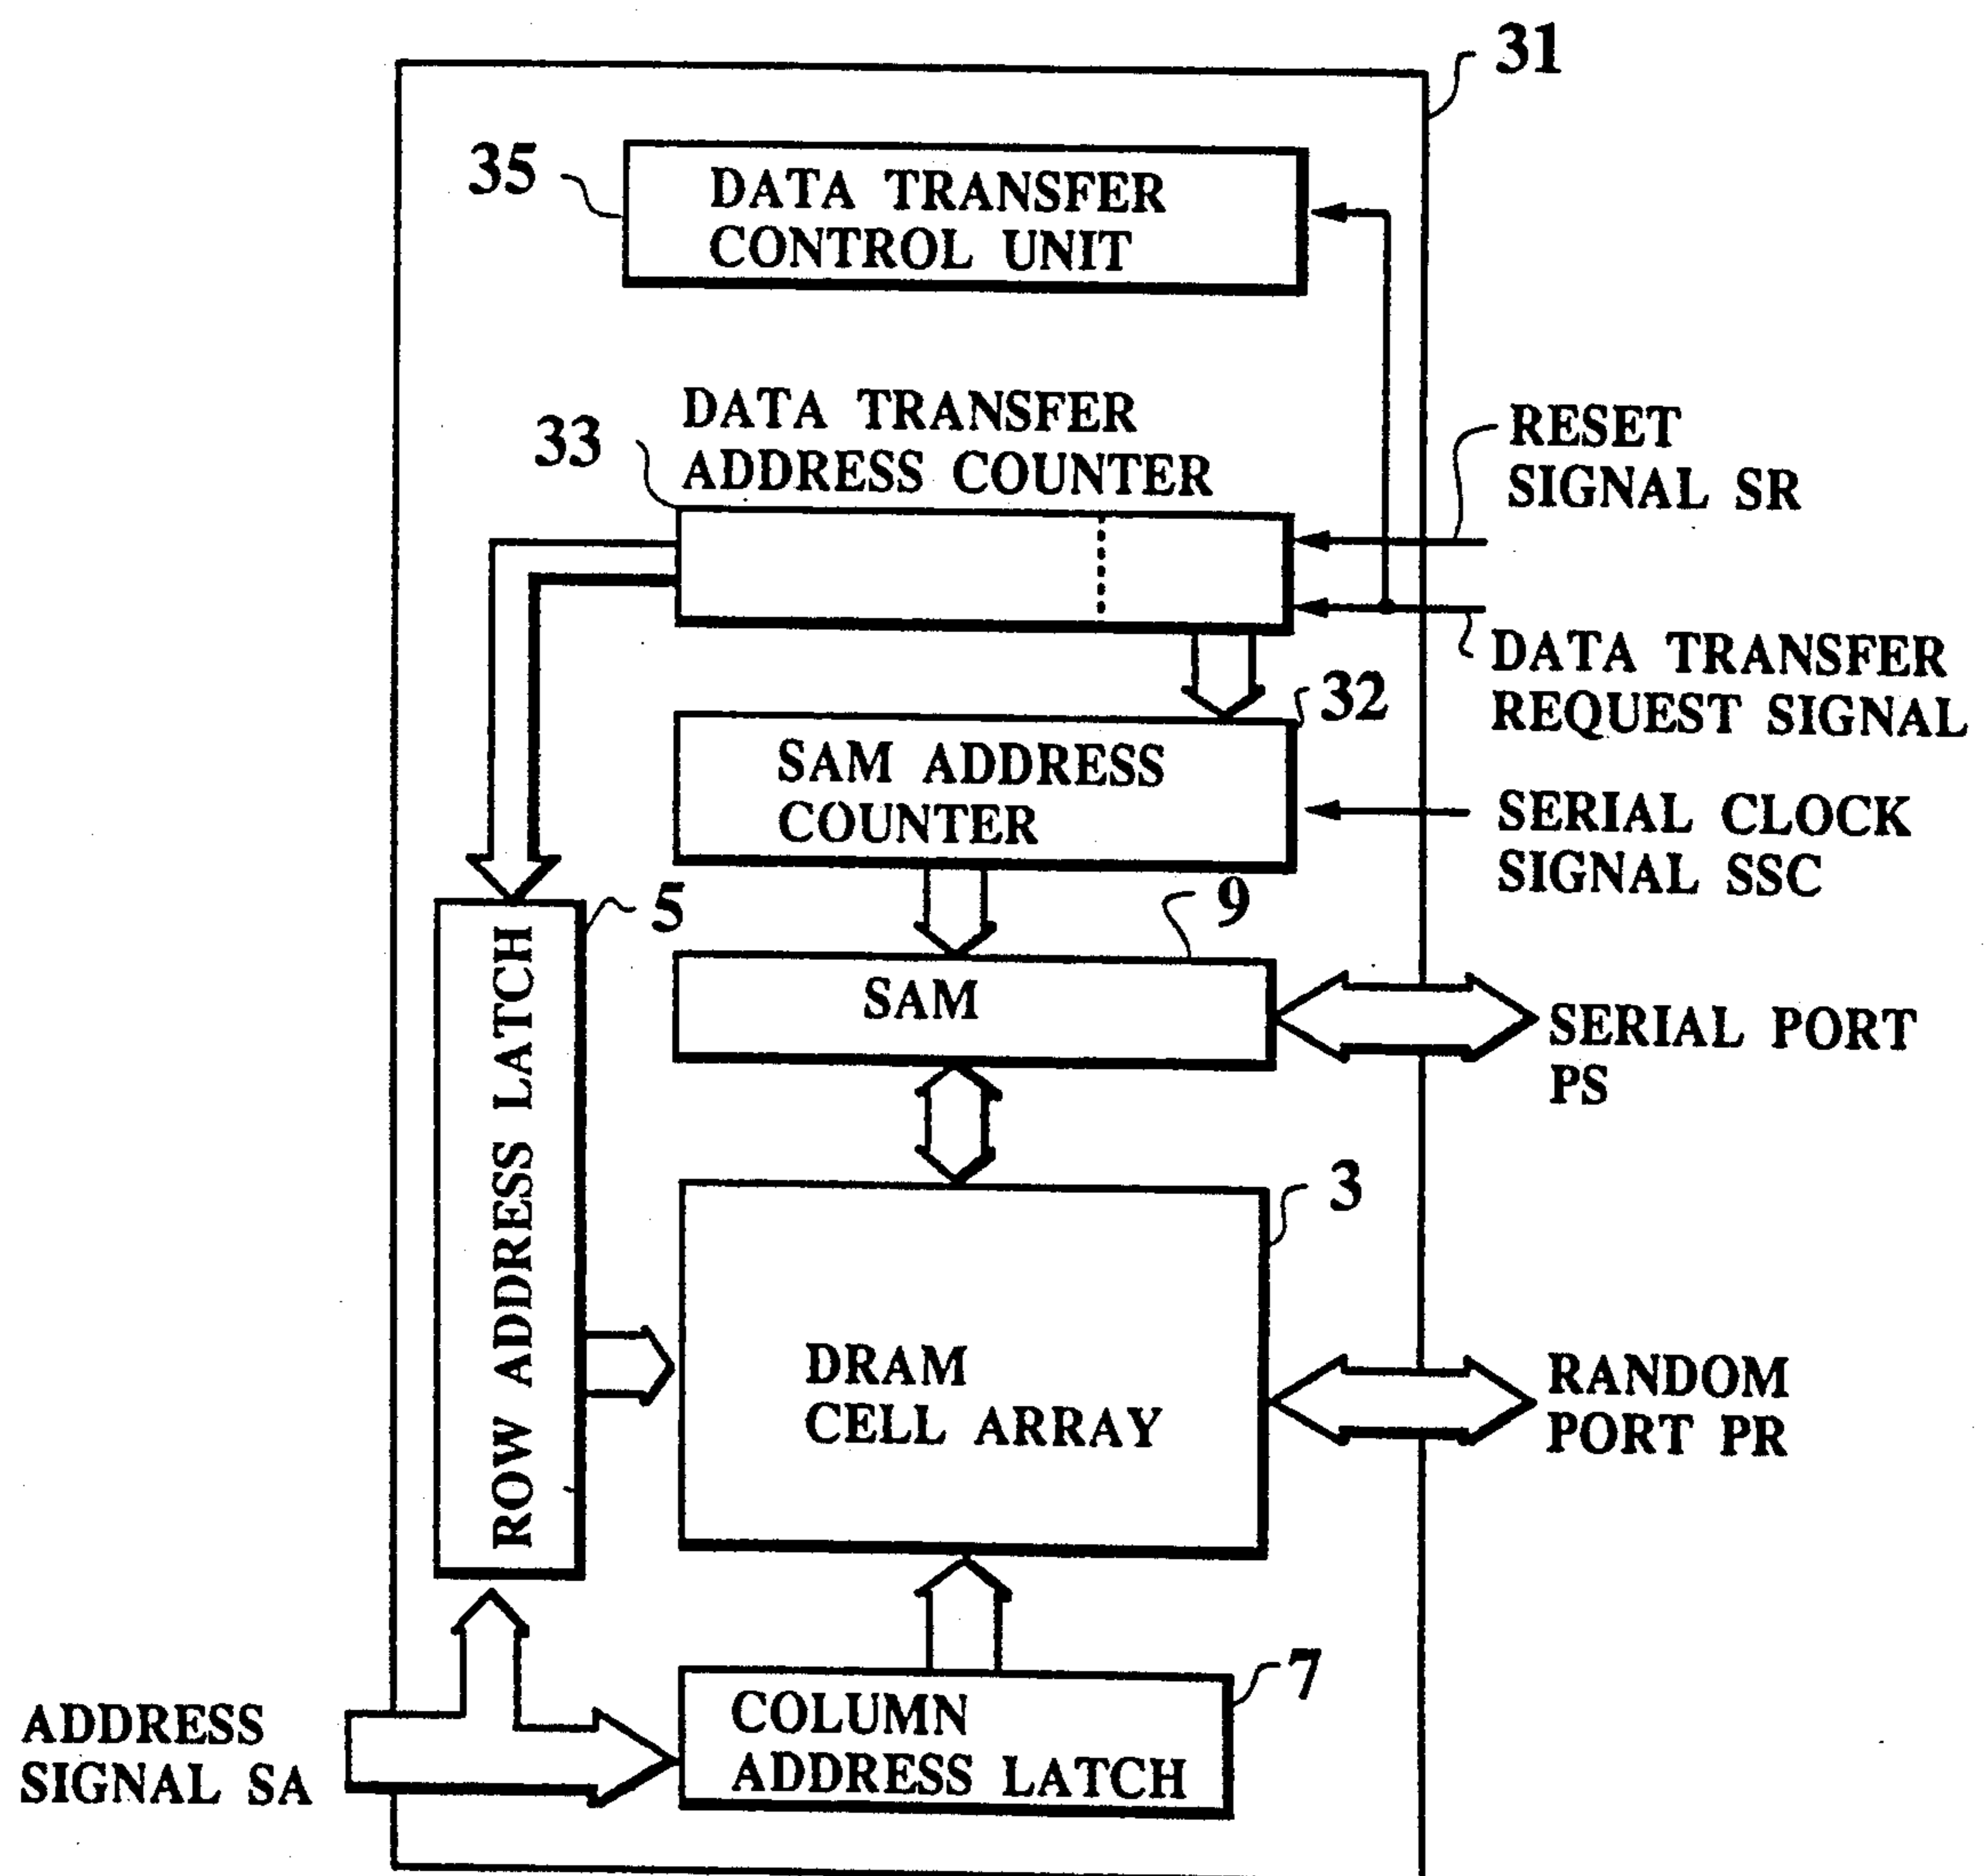 31
35
DATA TRANSFER
CONTROL UNIT
DATA TRANSFER
ADDRESS COUNTER
33
RESET
SIGNAL SR
DATA TRANSFER
REQUEST SIGNAL
32
SAM ADDRESS
COUNTER
SERIAL CLOCK
SIGNAL SSC
5
9
ROW ADDRESS LATCH
SAM
SERIAL PORT
PS
3
DRAM
CELL ARRAY
RANDOM
PORT PR
7
COLUMN
ADDRESS LATCH
ADDRESS
SIGNAL SA